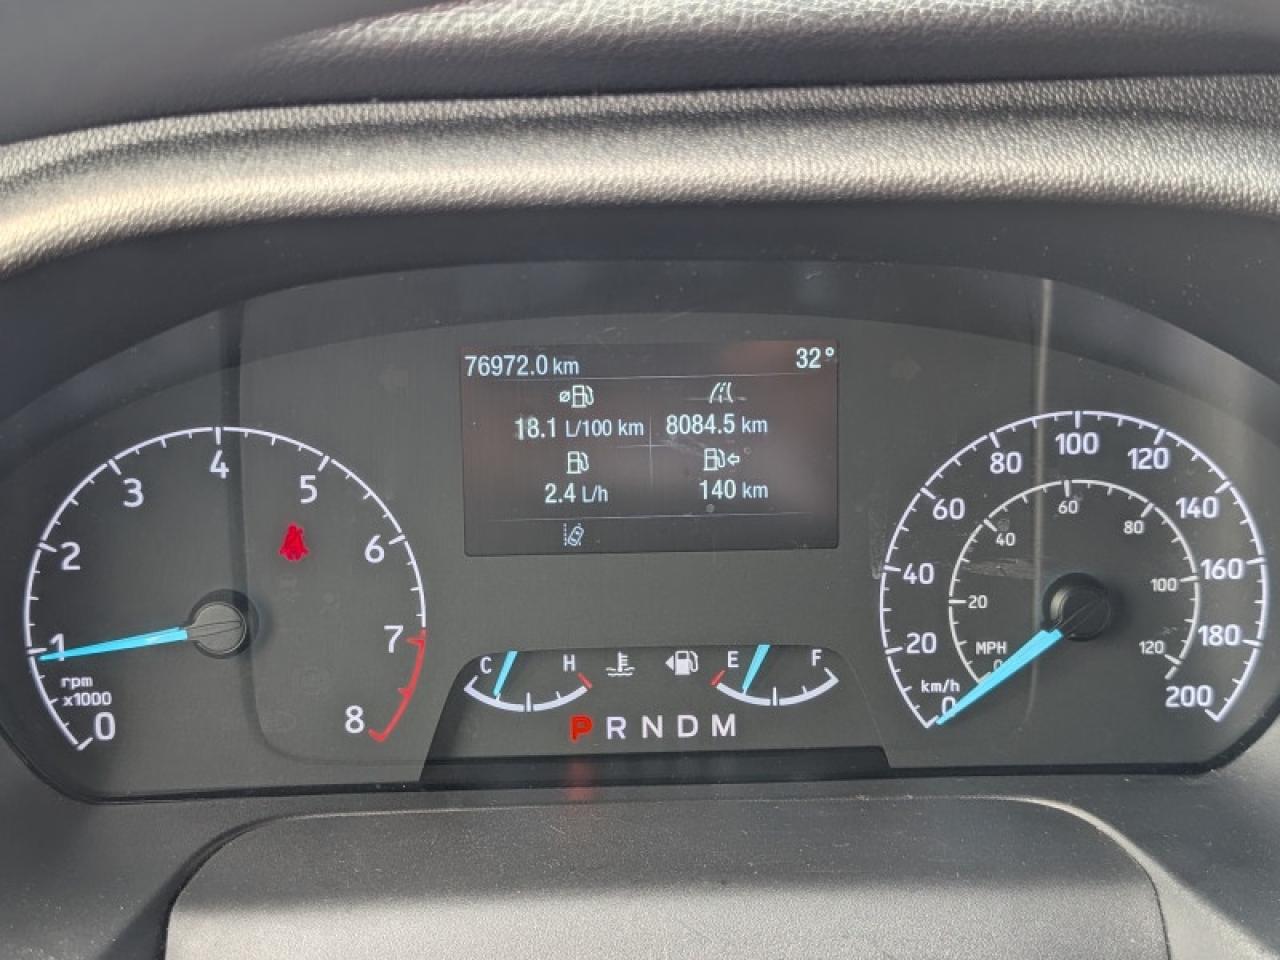 76972.0 km 32°
18.1 L/100 km 8084.5 km
2.4 L/h 140 km
0 1 2 3 4 5 6 7 8
rpm
x1000
C H E F
P R N D M
0 20 40 60 80 100 120 140 160 180 200
km/h
0 20 40 60 80 100 120
MPH